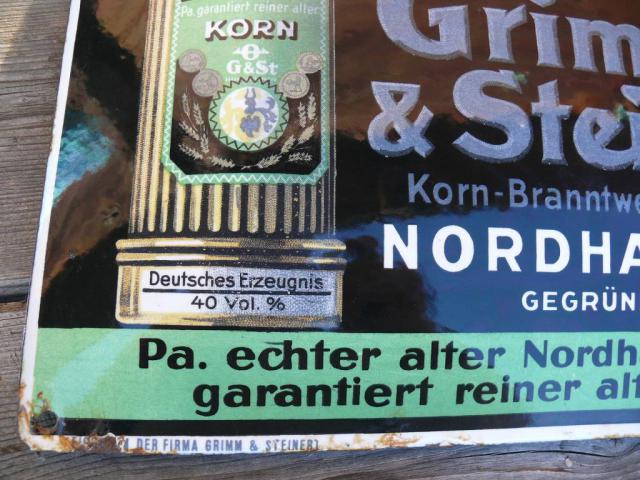 Pa. garantiert reiner alter
KORN
G & St
Deutsches Erzeugnis
40 Vol. %
Grim
& Stei
Korn-Branntwe
NORDHA
GEGRÜN
Pa. echter alter Nordh
garantiert reiner alt
DER FIRMA GRIMM & STEINER)